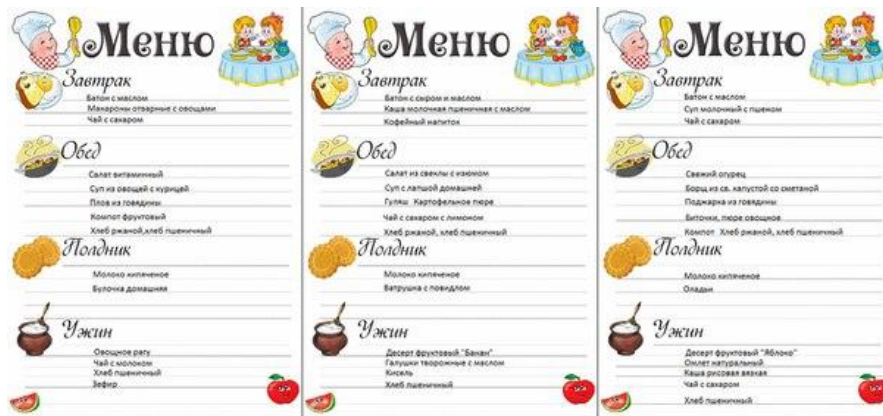 Меню
Завтрак
Батон с маслом
Макароны отварные с овощами
Чай с сахаром
Обед
Салат витаминный
Суп из овощей с курицей
Плов из говядины
Компот фруктовый
Хлеб ржаной,хлеб пшеничный
Полдник
Молоко кипяченое
Булочка домашняя
Ужин
Овощное рагу
Чай с молоком
Хлеб пшеничный
Зефир
Меню
Завтрак
Батон с сыром и маслом
Каша молочная пшеничная с маслом
Кофейный напиток
Обед
Салат из свеклы с изюмом
Суп с лапшой домашней
Гуляш Картофельное пюре
Чай с сахаром с лимоном
Хлеб ржаной, хлеб пшеничный
Полдник
Молоко кипяченое
Ватрушка с повидлом
Ужин
Десерт фруктовый "Банан"
Галушки творожные с маслом
Кисель
Хлеб пшеничный
Меню
Завтрак
Батон с маслом
Суп молочный с пшеном
Чай с сахаром
Обед
Свежий огурец
Борщ из св. капустой со сметаной
Поджарка из говядины
Биточки, пюре овощное
Компот Хлеб ржаной, хлеб пшеничный
Полдник
Молоко кипяченое
Оладьи
Ужин
Десерт фруктовый "Яблоко"
Омлет натуральный
Каша рисовая вязкая
Чай с сахаром
Хлеб пшеничный